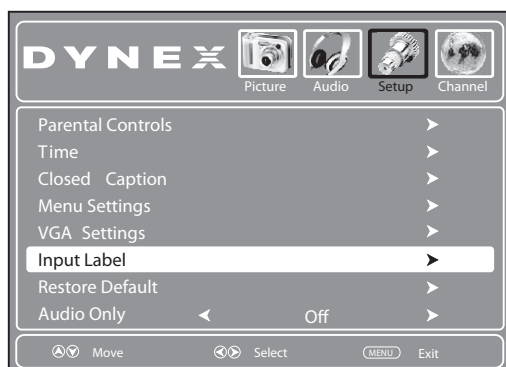 DYNEX
Picture Audio Setup Channel
Parental Controls
Time
Closed Caption
Menu Settings
VGA Settings
Input Label
Restore Default
Audio Only Off
Move Select MENU Exit